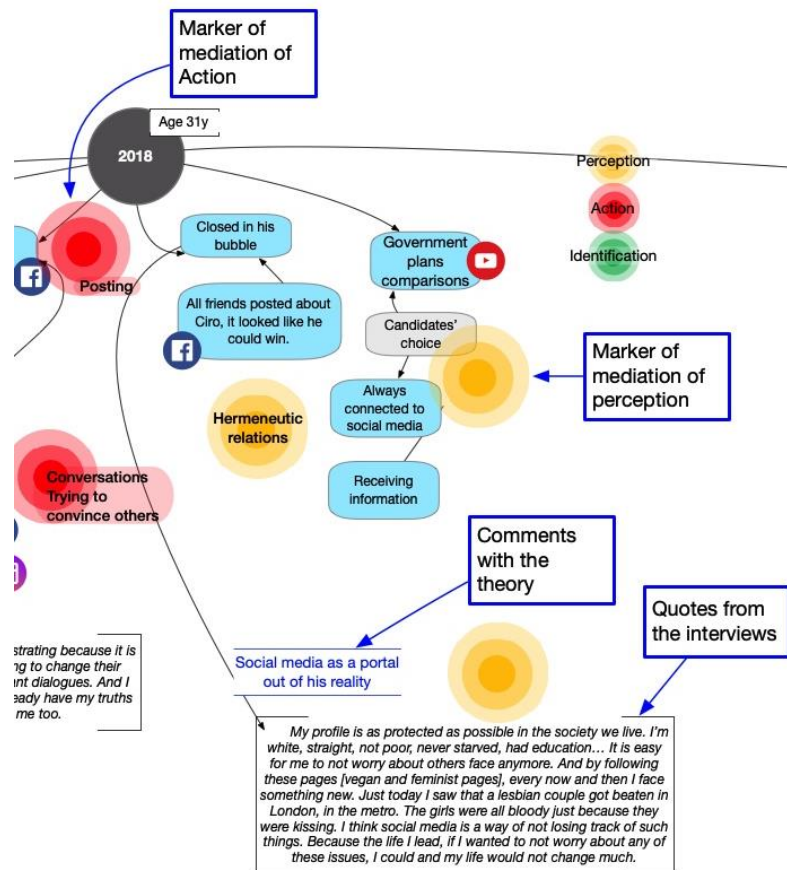 Marker of
mediation of
Action
Age 31y
2018
Perception
Action
Identification
Closed in his
bubble
Government
plans
comparisons
Posting
All friends posted about
Ciro, it looked like he
could win.
Candidates'
choice
Marker of
mediation of
perception
Always
connected to
social media
Hermeneutic
relations
Receiving
information
Conversations
Trying to
convince others
Comments
with the
theory
Quotes from
the interviews
strating because it is
ng to change their
ant dialogues. And I
eady have my truths
me too.
Social media as a portal
out of his reality
My profile is as protected as possible in the society we live. I'm
white, straight, not poor, never starved, had education… It is easy
for me to not worry about others face anymore. And by following
these pages [vegan and feminist pages], every now and then I face
something new. Just today I saw that a lesbian couple got beaten in
London, in the metro. The girls were all bloody just because they
were kissing. I think social media is a way of not losing track of such
things. Because the life I lead, if I wanted to not worry about any of
these issues, I could and my life would not change much.